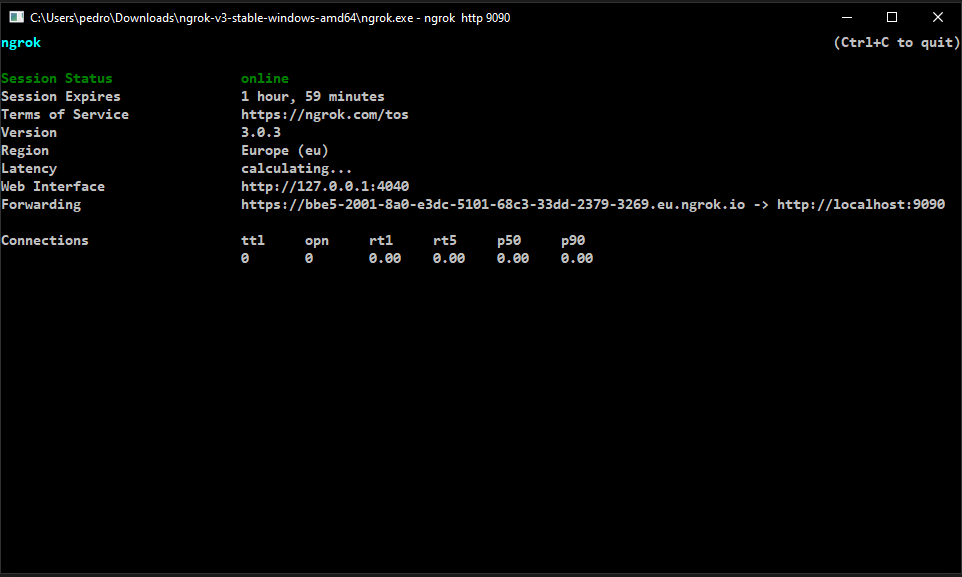 C:\Users\pedro\Downloads\ngrok-v3-stable-windows-amd64\ngrok.exe - ngrok  http 9090
ngrok (Ctrl+C to quit)
Session Status online
Session Expires 1 hour, 59 minutes
Terms of Service https://ngrok.com/tos
Version 3.0.3
Region Europe (eu)
Latency calculating...
Web Interface http://127.0.0.1:4040
Forwarding https://bbe5-2001-8a0-e3dc-5101-68c3-33dd-2379-3269.eu.ngrok.io -> http://localhost:9090
Connections ttl opn rt1 rt5 p50 p90
0 0 0.00 0.00 0.00 0.00